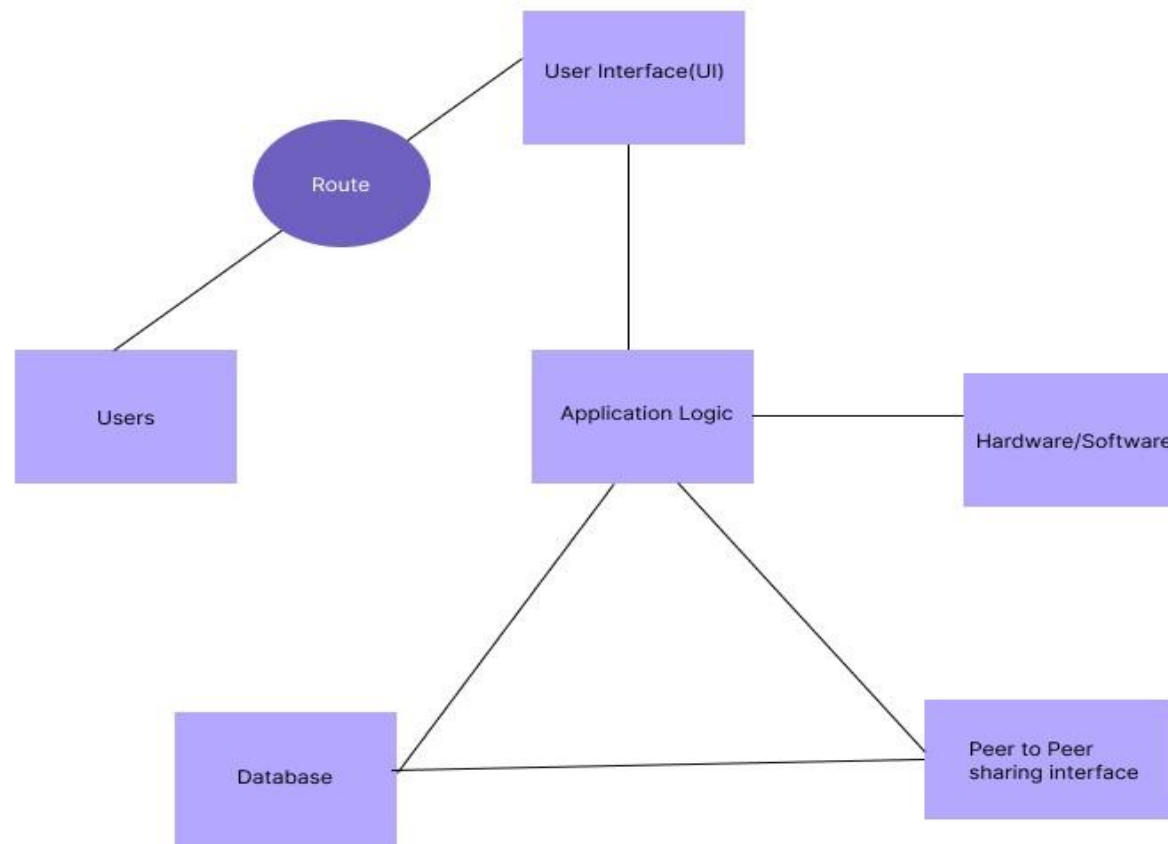 User Interface(UI)
Route
Users
Application Logic
Hardware/Software
Database
Peer to Peer
sharing interface